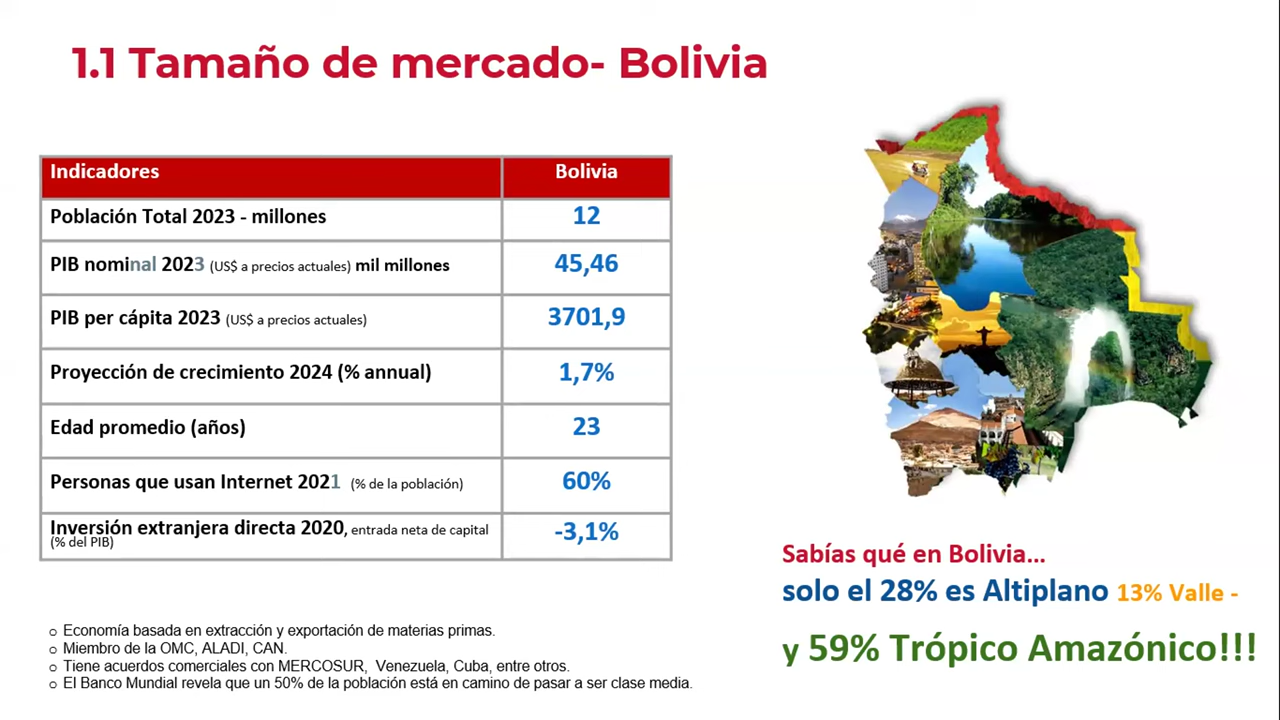 1.1 Tamaño de mercado- Bolivia
Indicadores Bolivia
Población Total 2023 - millones 12
PIB nominal 2023 (US$ a precios actuales) mil millones 45,46
PIB per cápita 2023 (US$ a precios actuales) 3701,9
Proyección de crecimiento 2024 (% annual) 1,7%
Edad promedio (años) 23
Personas que usan Internet 2021 (% de la población) 60%
Inversión extranjera directa 2020, entrada neta de capital
(% del PIB) -3,1%
o Economía basada en extracción y exportación de materias primas.
o Miembro de la OMC, ALADI, CAN.
o Tiene acuerdos comerciales con MERCOSUR, Venezuela, Cuba, entre otros.
o El Banco Mundial revela que un 50% de la población está en camino de pasar a ser clase media.
Sabías qué en Bolivia...
solo el 28% es Altiplano 13% Valle -
y 59% Trópico Amazónico!!!